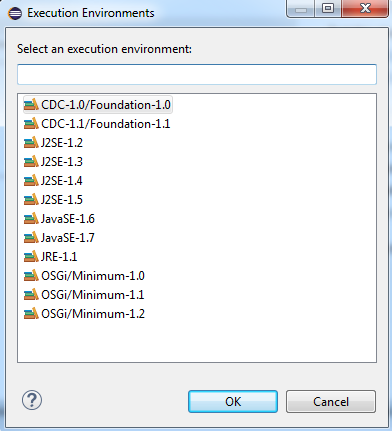 Execution Environments
Select an execution environment:
CDC-1.0/Foundation-1.0
CDC-1.1/Foundation-1.1
J2SE-1.2
J2SE-1.3
J2SE-1.4
J2SE-1.5
JavaSE-1.6
JavaSE-1.7
JRE-1.1
OSGi/Minimum-1.0
OSGi/Minimum-1.1
OSGi/Minimum-1.2
? OK Cancel